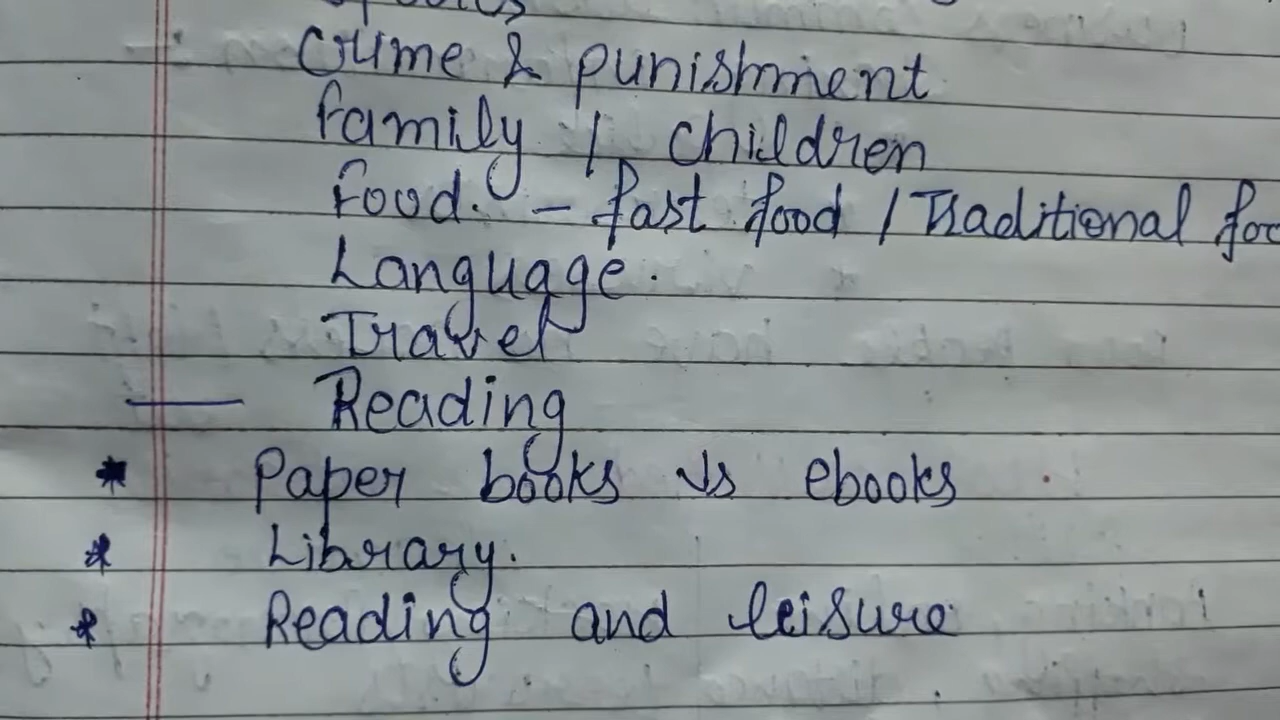 Crime & punishment
Family / children
Food. - fast food / Traditional
Language.
Travel
Reading
* Paper books vs ebooks
* Library.
* Reading and leisure